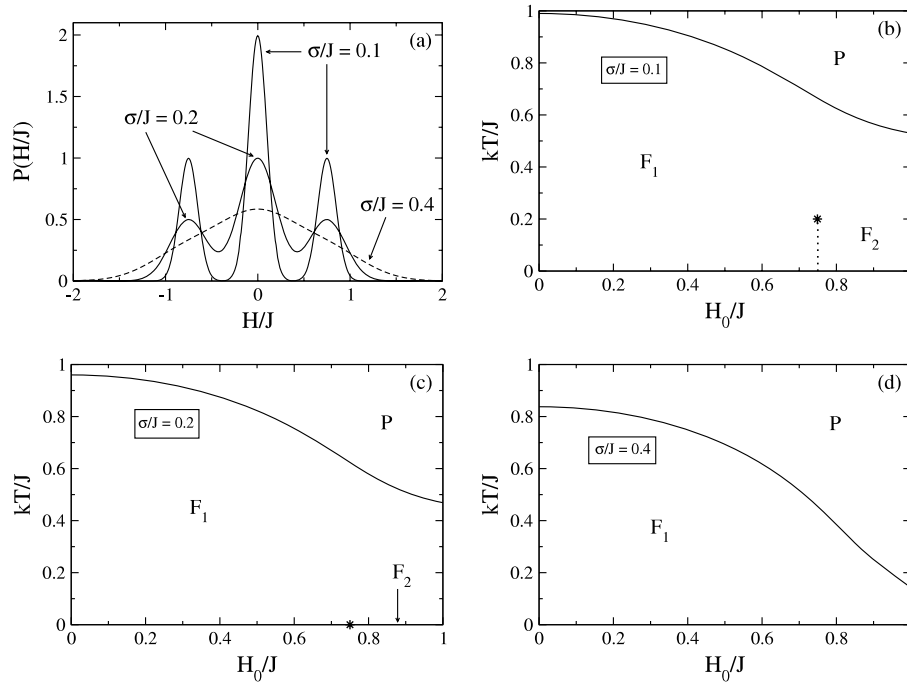 (a)
σ/J = 0.1
σ/J = 0.2
σ/J = 0.4
P(H/J)
2
1.5
1
0.5
0
-2 -1 0 1 2
H/J
(b)
P
σ/J = 0.1
F₁
F₂
kT/J
1
0.8
0.6
0.4
0.2
0
0 0.2 0.4 0.6 0.8
H₀/J
(c)
P
σ/J = 0.2
F₁
F₂
kT/J
1
0.8
0.6
0.4
0.2
0
0 0.2 0.4 0.6 0.8 1
H₀/J
(d)
P
σ/J = 0.4
F₁
kT/J
1
0.8
0.6
0.4
0.2
0
0 0.2 0.4 0.6 0.8
H₀/J